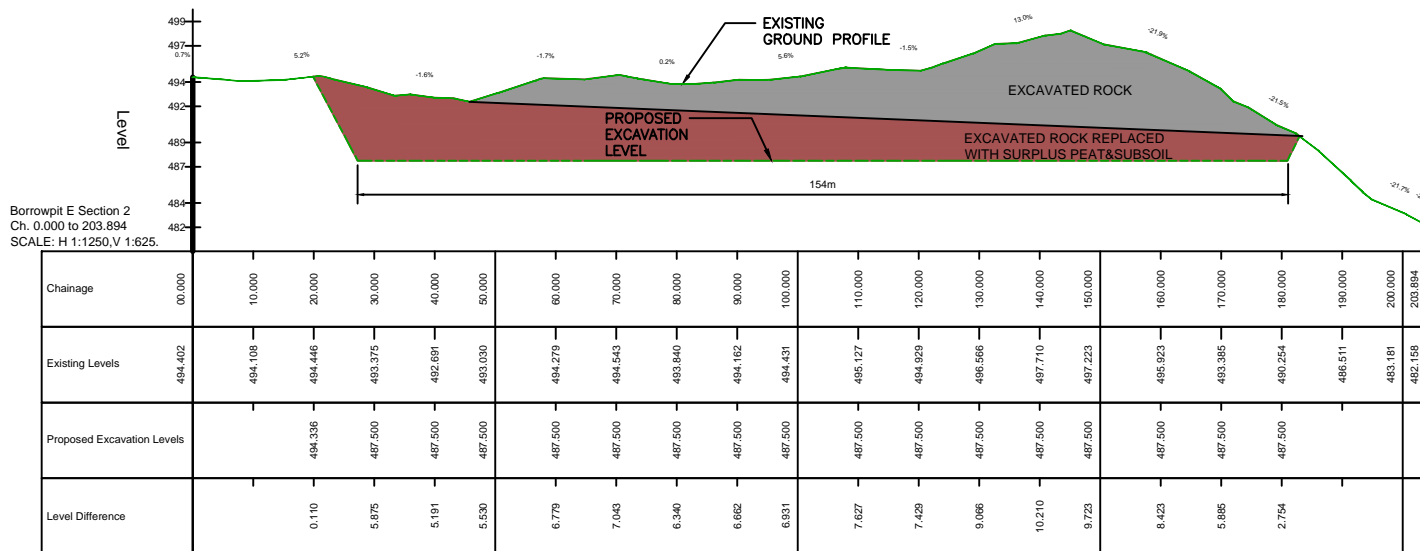 499
497
494
492
489
487
484
482
Level
0.7%
5.2%
-1.6%
-1.7%
0.2%
5.6%
-1.5%
13.0%
-21.9%
-21.5%
-21.7%
EXISTING
GROUND PROFILE
EXCAVATED ROCK
PROPOSED
EXCAVATION
LEVEL
EXCAVATED ROCK REPLACED
WITH SURPLUS PEAT&SUBSOIL
154m
Borrowpit E Section 2
Ch. 0.000 to 203.894
SCALE: H 1:1250,V 1:625.
Chainage 00.000 10.000 20.000 30.000 40.000 50.000 60.000 70.000 80.000 90.000 100.000 110.000 120.000 130.000 140.000 150.000 160.000 170.000 180.000 190.000 200.000 203.894
Existing Levels 494.402 494.108 494.446 493.375 492.691 493.030 494.279 494.543 493.840 494.162 494.431 495.127 494.929 496.566 497.710 497.223 495.923 493.385 490.254 486.511 483.181 482.158
Proposed Excavation Levels 494.336 487.500 487.500 487.500 487.500 487.500 487.500 487.500 487.500 487.500 487.500 487.500 487.500 487.500 487.500 487.500 487.500
Level Difference 0.110 5.875 5.191 5.530 6.779 7.043 6.340 6.662 6.931 7.627 7.429 9.066 10.210 9.723 8.423 5.885 2.754